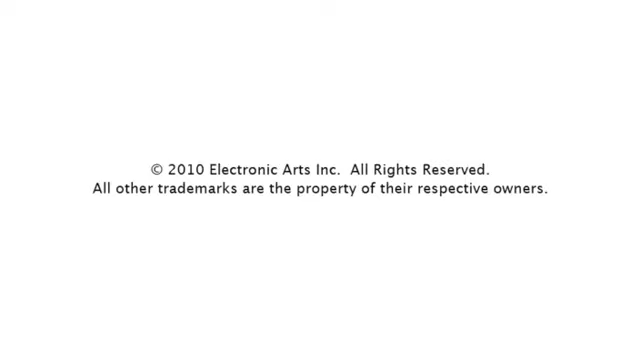 © 2010 Electronic Arts Inc.  All Rights Reserved.
All other trademarks are the property of their respective owners.